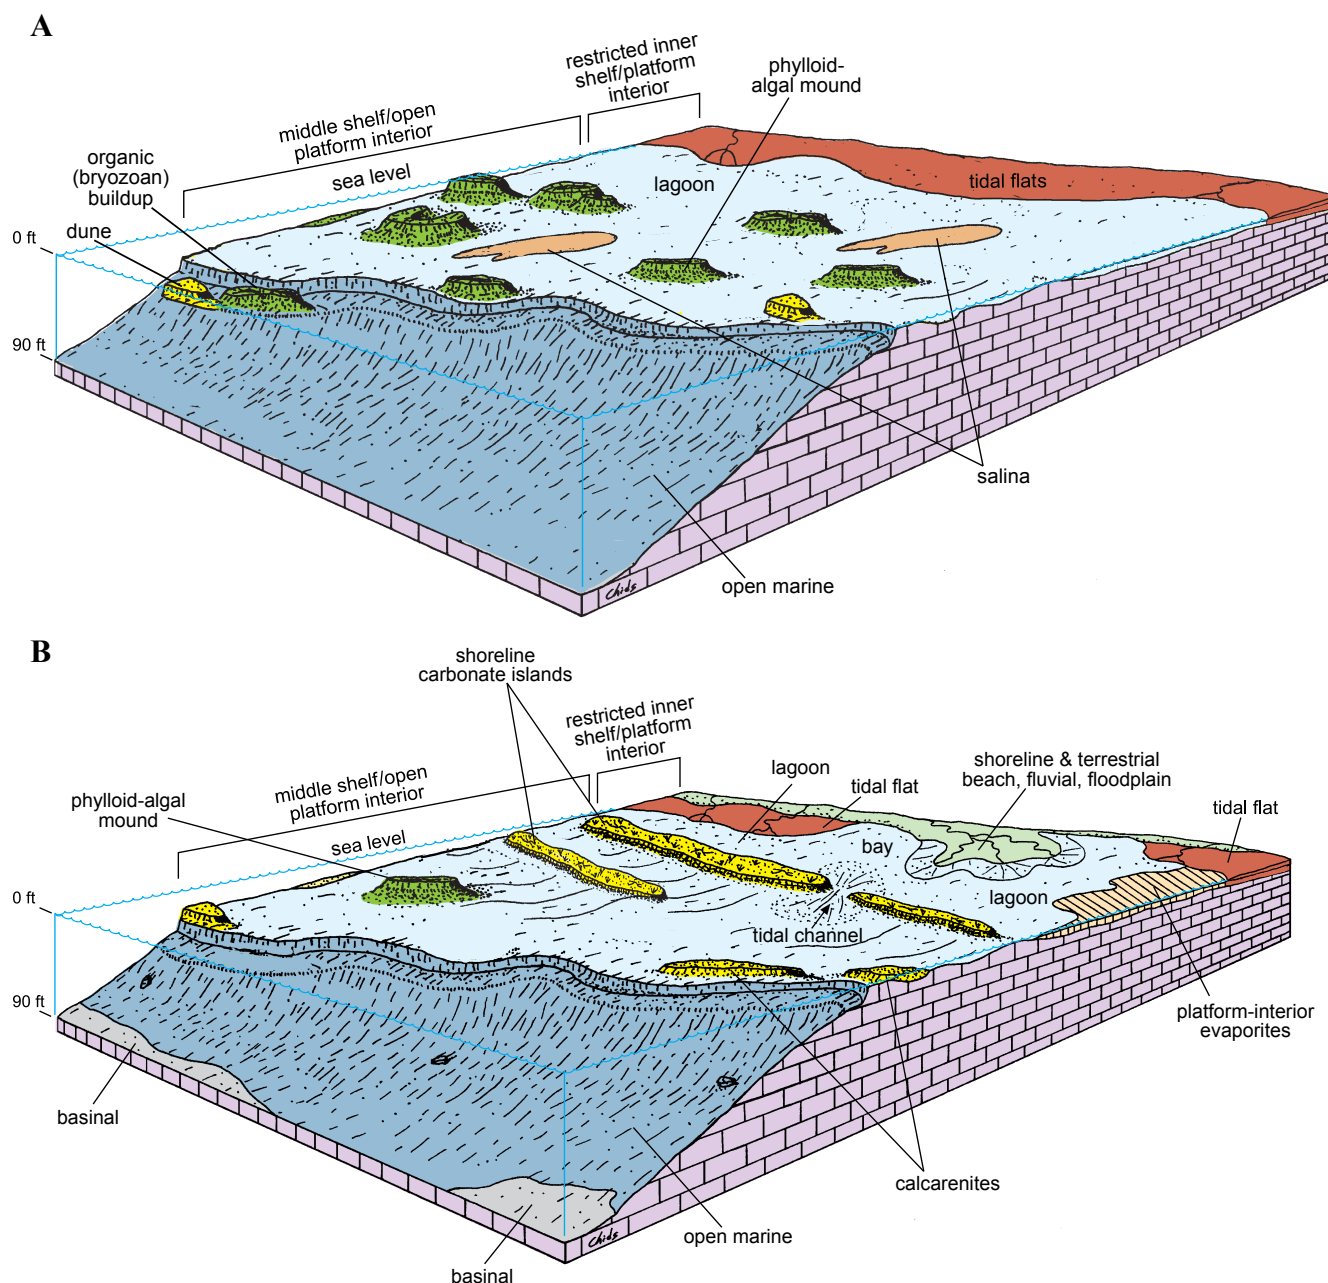 A
restricted inner
shelf/platform
interior
phylloid-
algal mound
middle shelf/open
platform interior
organic
(bryozoan)
buildup
sea level
lagoon
tidal flats
dune
0 ft
90 ft
salina
open marine
Chids
B
shoreline
carbonate islands
restricted inner
shelf/platform
interior
lagoon
shoreline & terrestrial
beach, fluvial, floodplain
middle shelf/open
platform interior
phylloid-algal
mound
tidal flat
tidal flat
sea level
bay
0 ft
lagoon
tidal channel
90 ft
platform-interior
evaporites
basinal
calcarenites
open marine
Chids
basinal